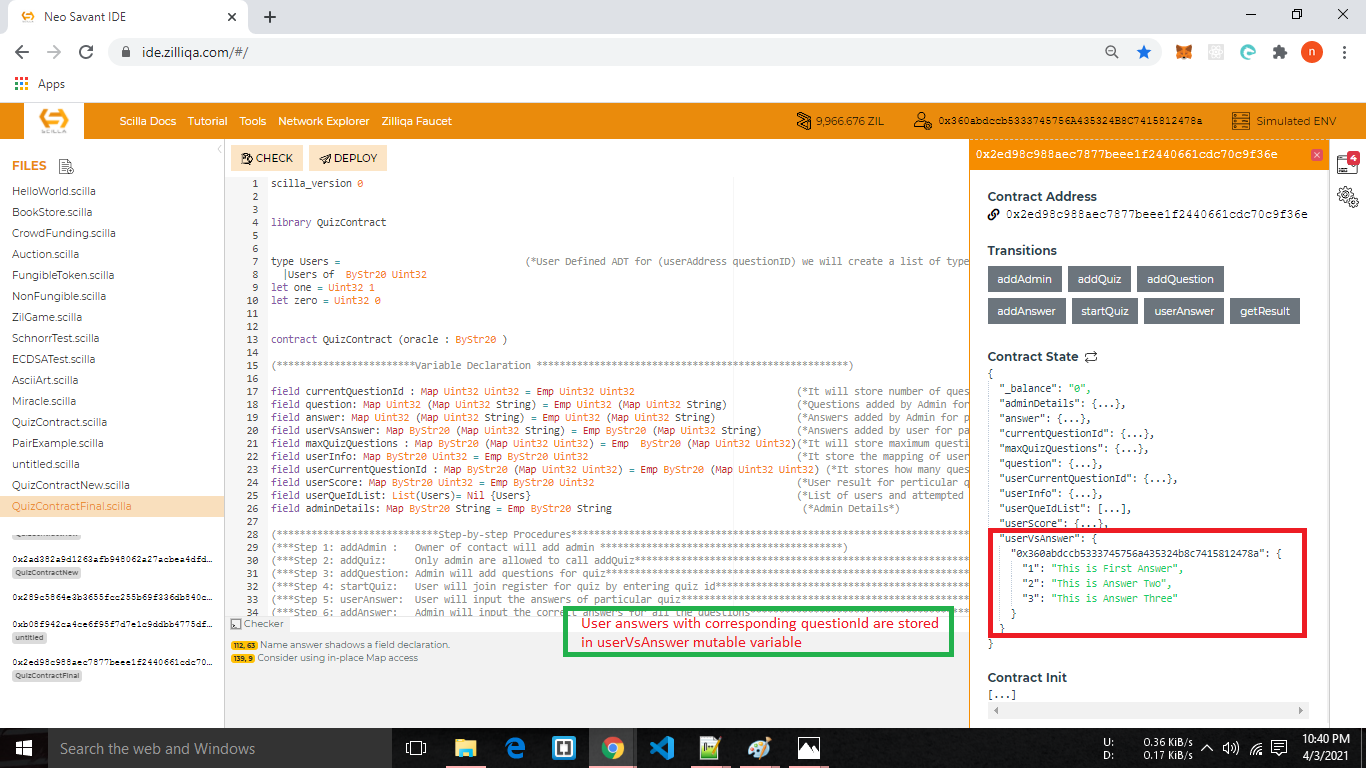 Neo Savant IDE
ide.zilliqa.com/#/
n
Apps
SCILLA
Scilla Docs Tutorial Tools Network Explorer Zilliqa Faucet
9,966.676 ZIL
0x360abdccb5333745756A435324B8C7415812478a
Simulated ENV
FILES
HelloWorld.scilla
BookStore.scilla
CrowdFunding.scilla
Auction.scilla
FungibleToken.scilla
NonFungible.scilla
ZilGame.scilla
SchnorrTest.scilla
ECDSATest.scilla
AsciiArt.scilla
Miracle.scilla
QuizContract.scilla
PairExample.scilla
untitled.scilla
QuizContractNew.scilla
QuizContractFinal.scilla
QuizContractNew
0x2ad382a9d1263afb948062a27acbea4dfd...
QuizContractNew
0x289c5864e3b3655fcc255b69f336db840c...
0xb08f942ca4ce6f95f7d7e1c9ddbb4775df...
untitled
0x2ed98c988aec7877beee1f2440661cdc70c9f36e...
QuizContractFinal
CHECK DEPLOY
1 scilla_version 0
2
3
4 library QuizContract
5
6
7 type Users = (*User Defined ADT for (userAddress questionID) we will create a list of type
8 |Users of ByStr20 Uint32
9 let one = Uint32 1
10 let zero = Uint32 0
11
12
13 contract QuizContract (oracle : ByStr20 )
14
15 (************************Variable Declaration ******************************************************)
16
17 field currentQuestionId : Map Uint32 Uint32 = Emp Uint32 Uint32 (*It will store number of ques
18 field question: Map Uint32 (Map Uint32 String) = Emp Uint32 (Map Uint32 String) (*Questions added by Admin for
19 field answer: Map Uint32 (Map Uint32 String) = Emp Uint32 (Map Uint32 String) (*Answers added by Admin for p
20 field userVsAnswer: Map ByStr20 (Map Uint32 String) = Emp ByStr20 (Map Uint32 String) (*Answers added by user for pa
21 field maxQuizQuestions : Map ByStr20 (Map Uint32 Uint32) = Emp ByStr20 (Map Uint32 Uint32)(*It will store maximum questi
22 field userInfo: Map ByStr20 Uint32 = Emp ByStr20 Uint32 (*It store the mapping of user
23 field userCurrentQuestionId : Map ByStr20 (Map Uint32 Uint32) = Emp ByStr20 (Map Uint32 Uint32) (*It stores how many ques
24 field userScore: Map ByStr20 Uint32 = Emp ByStr20 Uint32 (*User result for perticular q
25 field userQueIdList: List(Users)= Nil {Users} (*List of users and attempted
26 field adminDetails: Map ByStr20 String = Emp ByStr20 String (*Admin Details*)
27
28 (****************************Step-by-step Procedures****************************************************************
29 (***Step 1: addAdmin : Owner of contact will add admin ******************************************)
30 (***Step 2: addQuiz: Only admin are allowed to call addQuiz*****************************************************
31 (***Step 3: addQuestion: Admin will add questions for quiz**********************************************************
32 (***Step 4: startQuiz: User will join register for quiz by entering quiz id***************************************
33 (***Step 5: userAnswer: User will input the answers of particular quiz*********************************************
34 (***Step 6: addAnswer: Admin will input the correct answers for all the questions*********************************
Checker
112, 63 Name answer shadows a field declaration.
139, 9 Consider using in-place Map access
User answers with corresponding questionId are stored
in userVsAnswer mutable variable
0x2ed98c988aec7877beee1f2440661cdc70c9f36e
4
Contract Address
0x2ed98c988aec7877beee1f2440661cdc70c9f36e
Transitions
addAdmin addQuiz addQuestion
addAnswer startQuiz userAnswer getResult
Contract State
{
"_balance": "0",
"adminDetails": {...},
"answer": {...},
"currentQuestionId": {...},
"maxQuizQuestions": {...},
"question": {...},
"userCurrentQuestionId": {...},
"userInfo": {...},
"userQueIdList": [...],
"userScore": {...},
"userVsAnswer": {
"0x360abdccb5333745756a435324b8c7415812478a": {
"1": "This is First Answer",
"2": "This is Answer Two",
"3": "This is Answer Three"
}
}
}
Contract Init
[...]
Search the web and Windows
U: 0.36 KiB/s
D: 0.17 KiB/s
10:40 PM
4/3/2021